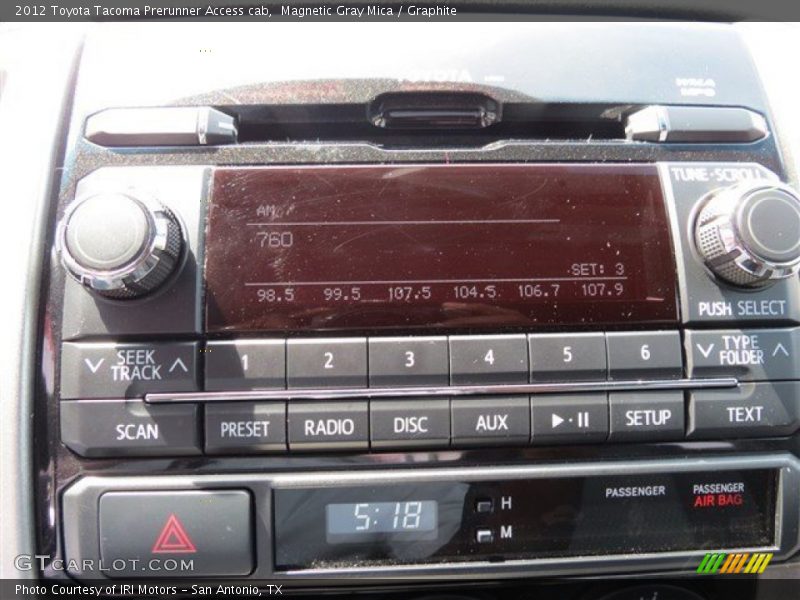 2012 Toyota Tacoma Prerunner Access cab,  Magnetic Gray Mica / Graphite
TOYOTA
TUNE·SCROLL
AM
760
SET: 3
98.5 99.5 107.5 104.5 106.7 107.9
PUSH SELECT
SEEK TRACK
1 2 3 4 5 6
TYPE FOLDER
SCAN PRESET RADIO DISC AUX SETUP TEXT
5:18
H
M
PASSENGER
PASSENGER
AIR BAG
GTCARLOT.COM
Photo Courtesy of IRI Motors - San Antonio, TX